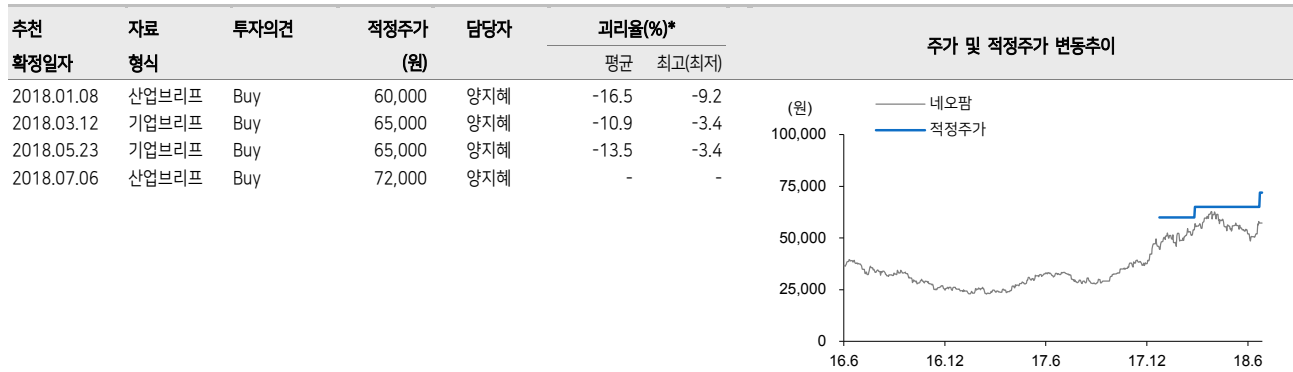 추천 자료 투자의견 적정주가 담당자 괴리율(%)* 주가 및 적정주가 변동추이
확정일자 형식 (원) 평균 최고(최저)
2018.01.08 산업브리프 Buy 60,000 양지혜 -16.5 -9.2
2018.03.12 기업브리프 Buy 65,000 양지혜 -10.9 -3.4
2018.05.23 기업브리프 Buy 65,000 양지혜 -13.5 -3.4
2018.07.06 산업브리프 Buy 72,000 양지혜 - -
(원)
네오팜
적정주가
100,000
75,000
50,000
25,000
0
16.6 16.12 17.6 17.12 18.6